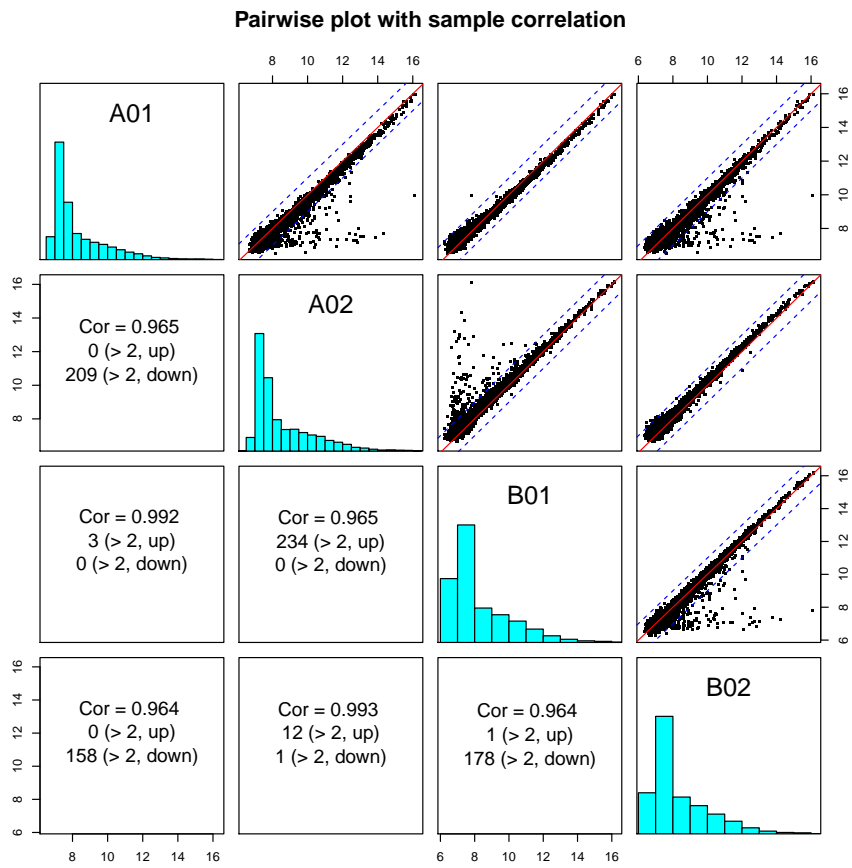 Pairwise plot with sample correlation
8 10 12 14 16
6 8 10 12 14 16
A01
8 10 12 14 16
8 10 12 14 16
Cor = 0.965
0 (> 2, up)
209 (> 2, down)
A02
Cor = 0.992
3 (> 2, up)
0 (> 2, down)
Cor = 0.965
234 (> 2, up)
0 (> 2, down)
B01
6 8 10 12 14 16
6 8 10 12 14 16
Cor = 0.964
0 (> 2, up)
158 (> 2, down)
Cor = 0.993
12 (> 2, up)
1 (> 2, down)
Cor = 0.964
1 (> 2, up)
178 (> 2, down)
B02
8 10 12 14 16
6 8 10 12 14 16